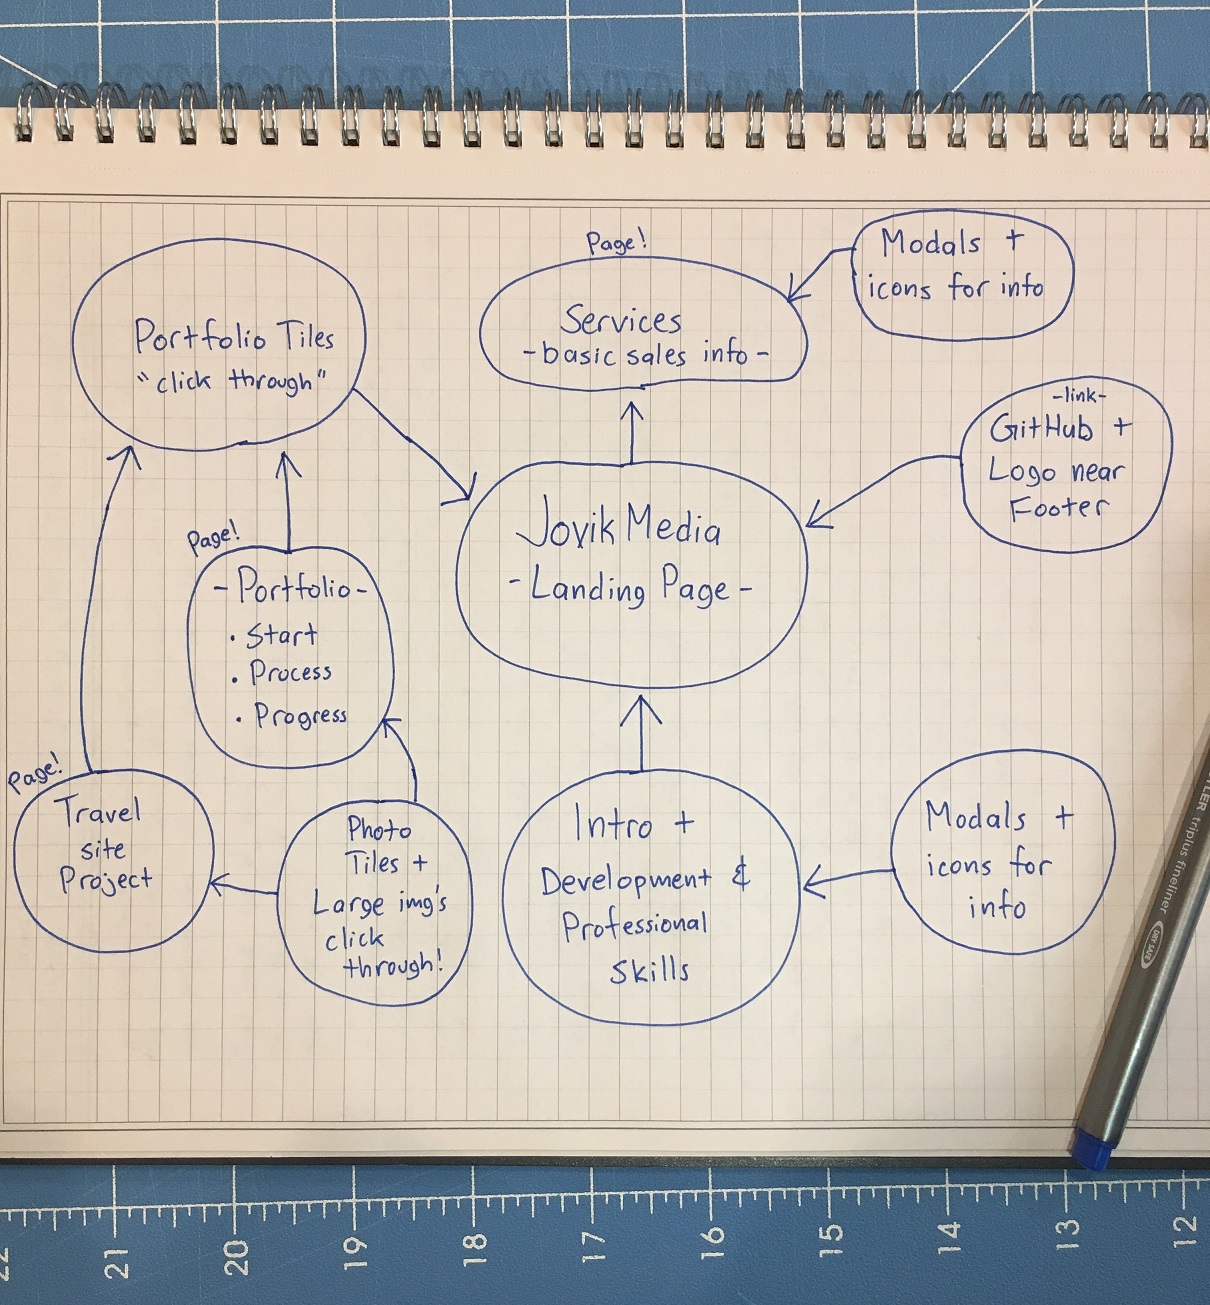 Page!
Modals +
icons for info
Portfolio Tiles
"click through"
Services
-basic sales info-
-link-
GitHub +
Logo near
Footer
Jovik Media
-Landing Page-
Page!
-Portfolio-
· Start
· Process
· Progress
Page!
Travel
site
Project
Photo
Tiles +
Large img's
click
through!
Intro +
Development &
Professional
Skills
Modals +
icons for
info
triplus fineliner
DRY SAFE
21
20
19
18
17
16
15
14
13
12